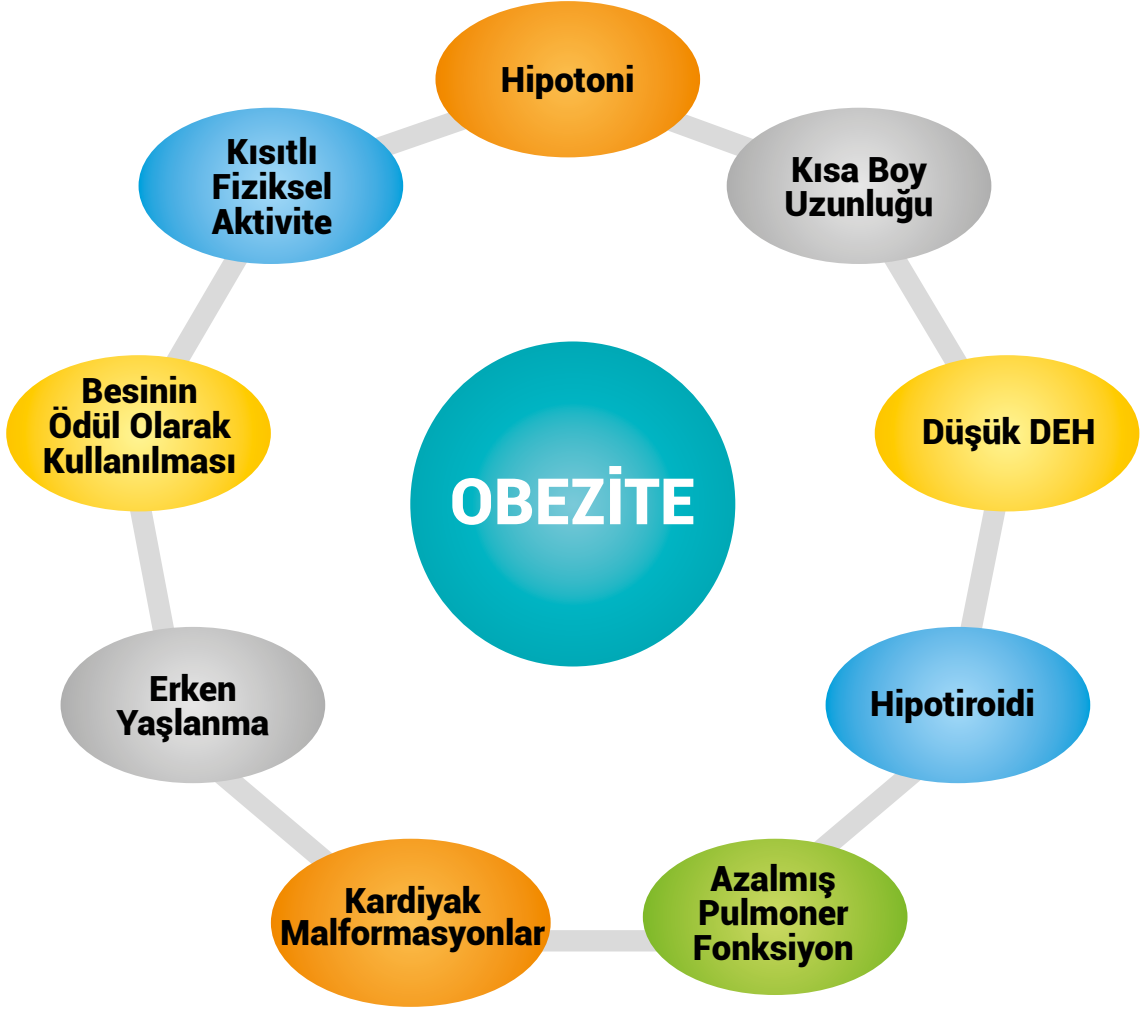 Hipotoni
Kısa Boy
Uzunluğu
Düşük DEH
Hipotiroidi
Azalmış
Pulmoner
Fonksiyon
Kardiyak
Malformasyonlar
Erken
Yaşlanma
Besinin
Ödül Olarak
Kullanılması
Kısıtlı
Fiziksel
Aktivite
OBEZİTE